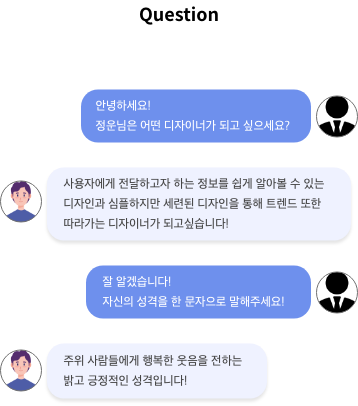 Question
안녕하세요!
정운님은 어떤 디자이너가 되고 싶으세요?
사용자에게 전달하고자 하는 정보를 쉽게 알아볼 수 있는
디자인과 심플하지만 세련된 디자인을 통해 트렌드 또한
따라가는 디자이너가 되고싶습니다!
잘 알겠습니다!
자신의 성격을 한 문자으로 말해주세요!
주위 사람들에게 행복한 웃음을 전하는
밝고 긍정적인 성격입니다!